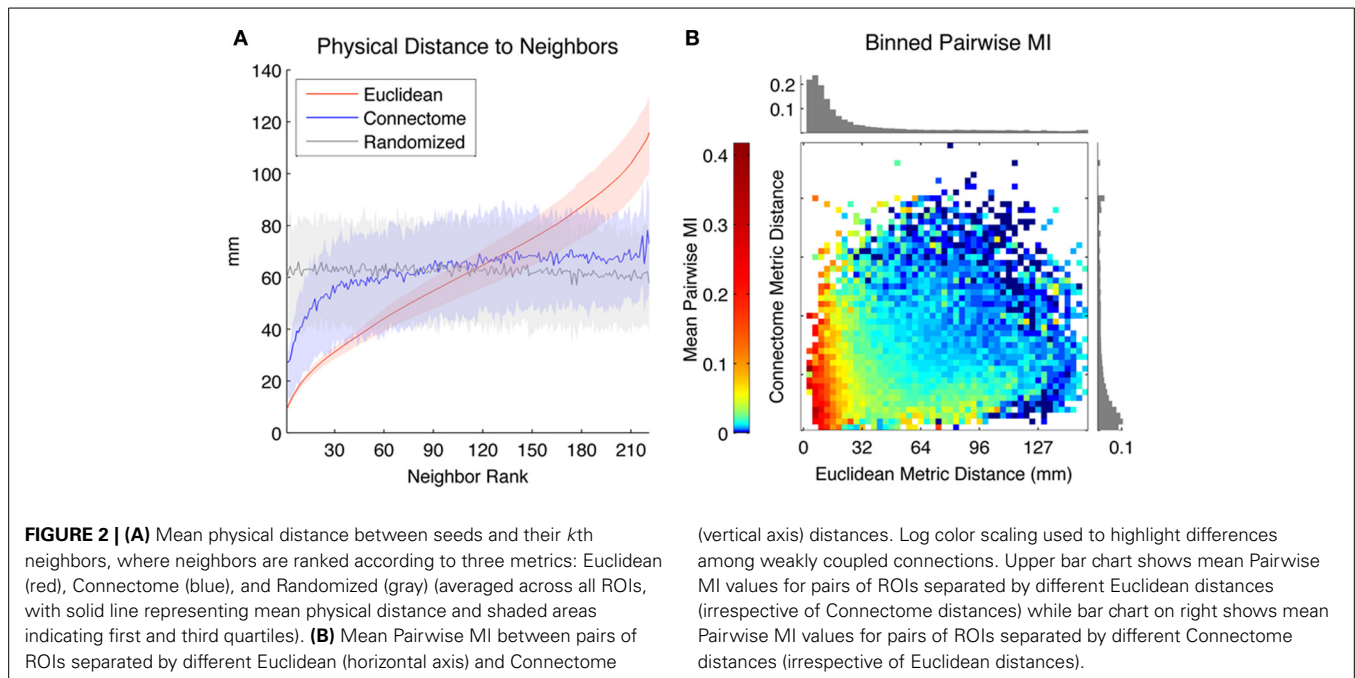 A
Physical Distance to Neighbors
140
120
100
80
60
40
20
0
mm
Euclidean
Connectome
Randomized
30 60 90 120 150 180 210
Neighbor Rank
B
Binned Pairwise MI
0.2
0.1
0.4
0.3
0.2
0.1
0
Mean Pairwise MI
Connectome Metric Distance
0 32 64 96 127
0.1
Euclidean Metric Distance (mm)
FIGURE 2 | (A) Mean physical distance between seeds and their kth
neighbors, where neighbors are ranked according to three metrics: Euclidean
(red), Connectome (blue), and Randomized (gray) (averaged across all ROIs,
with solid line representing mean physical distance and shaded areas
indicating first and third quartiles). (B) Mean Pairwise MI between pairs of
ROIs separated by different Euclidean (horizontal axis) and Connectome
(vertical axis) distances. Log color scaling used to highlight differences
among weakly coupled connections. Upper bar chart shows mean Pairwise
MI values for pairs of ROIs separated by different Euclidean distances
(irrespective of Connectome distances) while bar chart on right shows mean
Pairwise MI values for pairs of ROIs separated by different Connectome
distances (irrespective of Euclidean distances).